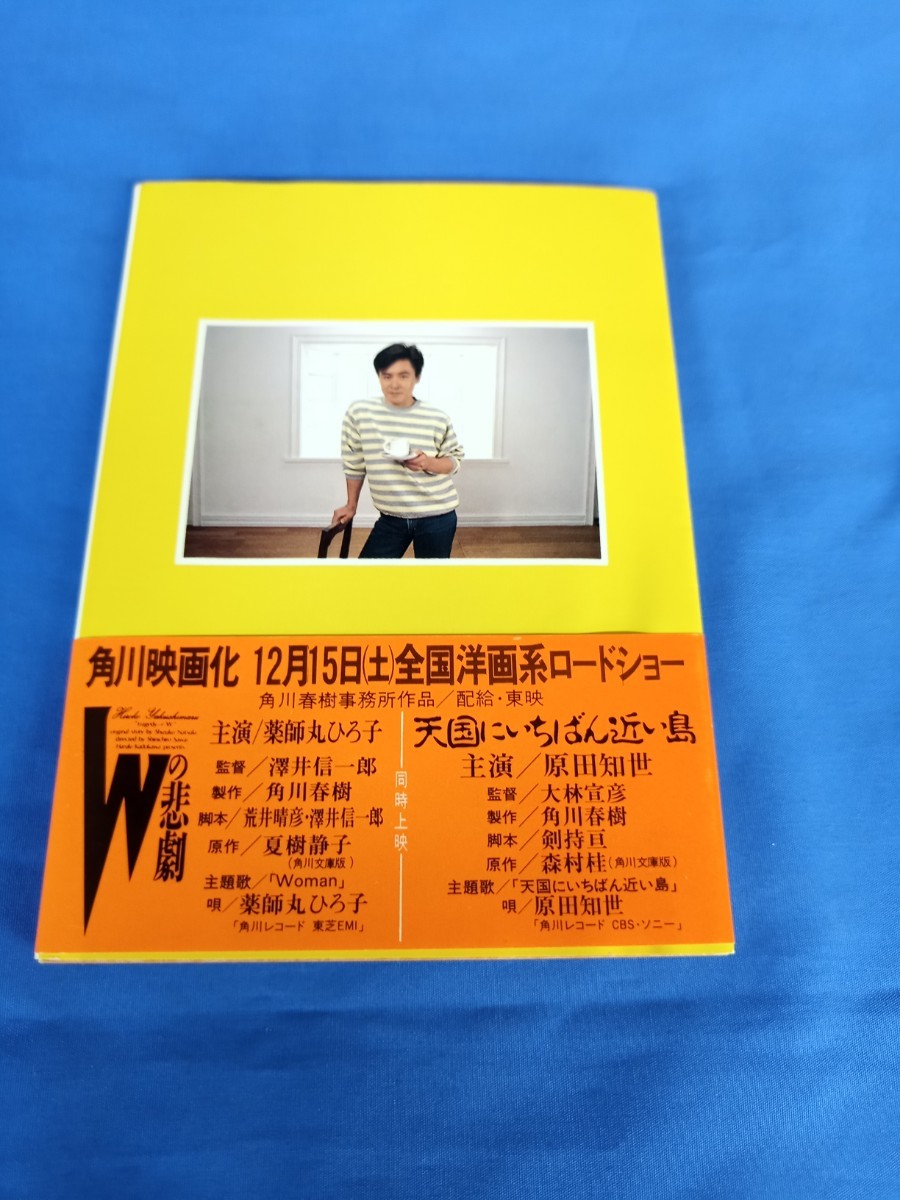 角川映画化 12月15日(土)全国洋画系ロードショー
角川春樹事務所作品／配給・東映
Wの悲劇
主演/薬師丸ひろ子
監督／澤井信一郎
製作／角川春樹
脚本／荒井晴彦・澤井信一郎
原作／夏樹静子
(角川文庫版)
主題歌／「Woman」
唄／薬師丸ひろ子
「角川レコード 東芝EMI」
同時上映
天国にいちばん近い島
主演／原田知世
監督／大林宣彦
製作／角川春樹
脚本／剣持亘
原作／森村桂(角川文庫版)
主題歌／「天国にいちばん近い島」
唄／原田知世
「角川レコード CBS・ソニー」